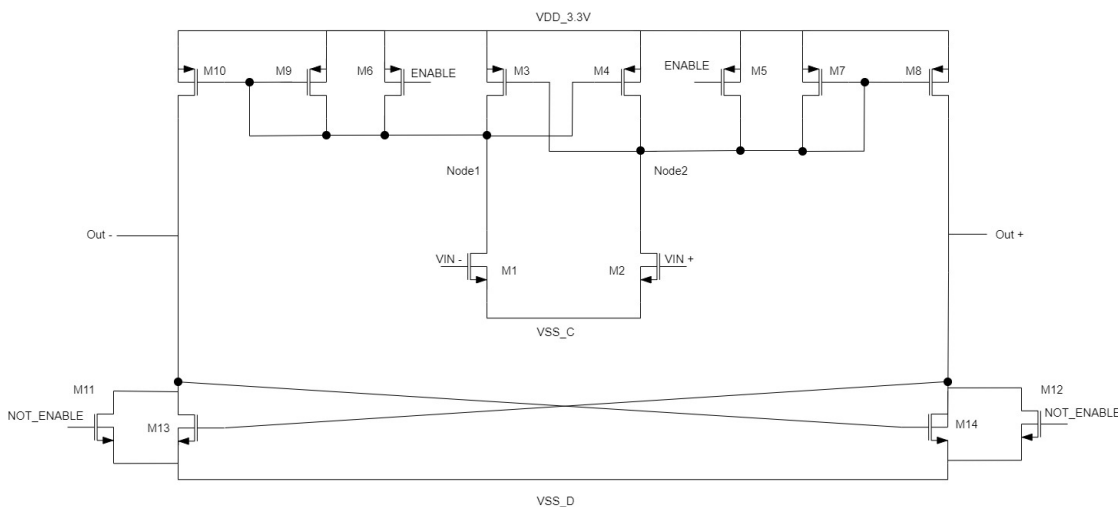 VDD_3.3V
M10
M9
M6
ENABLE
M3
M4
ENABLE
M5
M7
M8
Node1
Node2
Out -
Out +
VIN -
M1
M2
VIN +
VSS_C
M11
M12
NOT_ENABLE
M13
M14
NOT_ENABLE
VSS_D